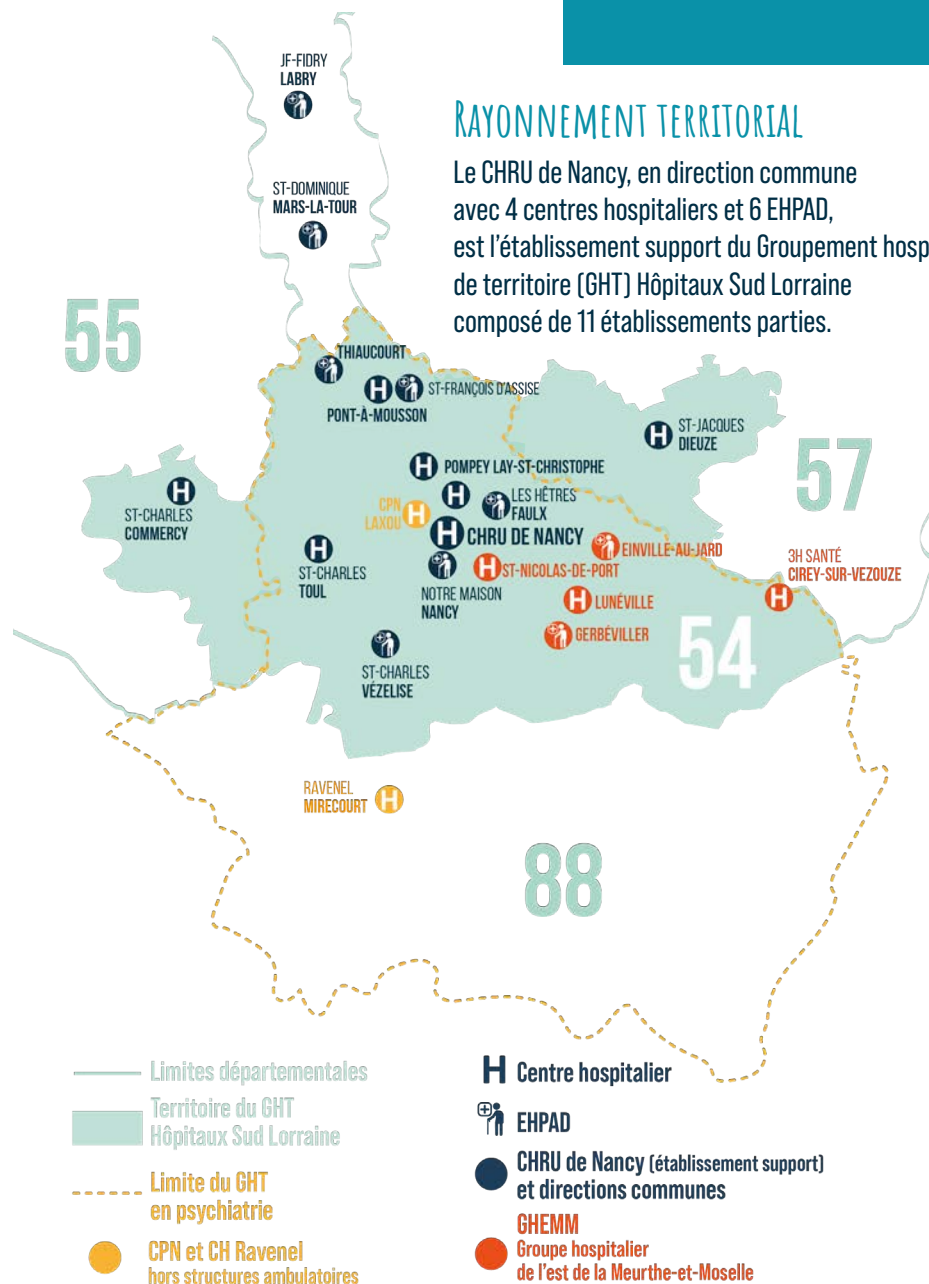 RAYONNEMENT TERRITORIAL
Le CHRU de Nancy, en direction commune
avec 4 centres hospitaliers et 6 EHPAD,
est l'établissement support du Groupement hosp
de territoire (GHT) Hôpitaux Sud Lorraine
composé de 11 établissements parties.
JF-FIDRY
LABRY
ST-DOMINIQUE
MARS-LA-TOUR
55
THIAUCOURT
H
ST-FRANÇOIS D'ASSISE
PONT-À-MOUSSON
H
ST-JACQUES
DIEUZE
57
H
POMPEY LAY-ST-CHRISTOPHE
H
ST-CHARLES
COMMERCY
CPN
LAXOU
H
H
LES HÊTRES
FAULX
H
CHRU DE NANCY
H
ST-CHARLES
TOUL
NOTRE MAISON
NANCY
H
ST-NICOLAS-DE-PORT
EINVILLE-AU-JARD
3H SANTÉ
CIREY-SUR-VEZOUZE
H
H
LUNÉVILLE
GERBÉVILLER
54
ST-CHARLES
VÉZELISE
RAVENEL
MIRECOURT
H
88
Limites départementales
Territoire du GHT
Hôpitaux Sud Lorraine
Limite du GHT
en psychiatrie
CPN et CH Ravenel
hors structures ambulatoires
H Centre hospitalier
EHPAD
CHRU de Nancy (établissement support)
et directions communes
GHEMM
Groupe hospitalier
de l'est de la Meurthe-et-Moselle